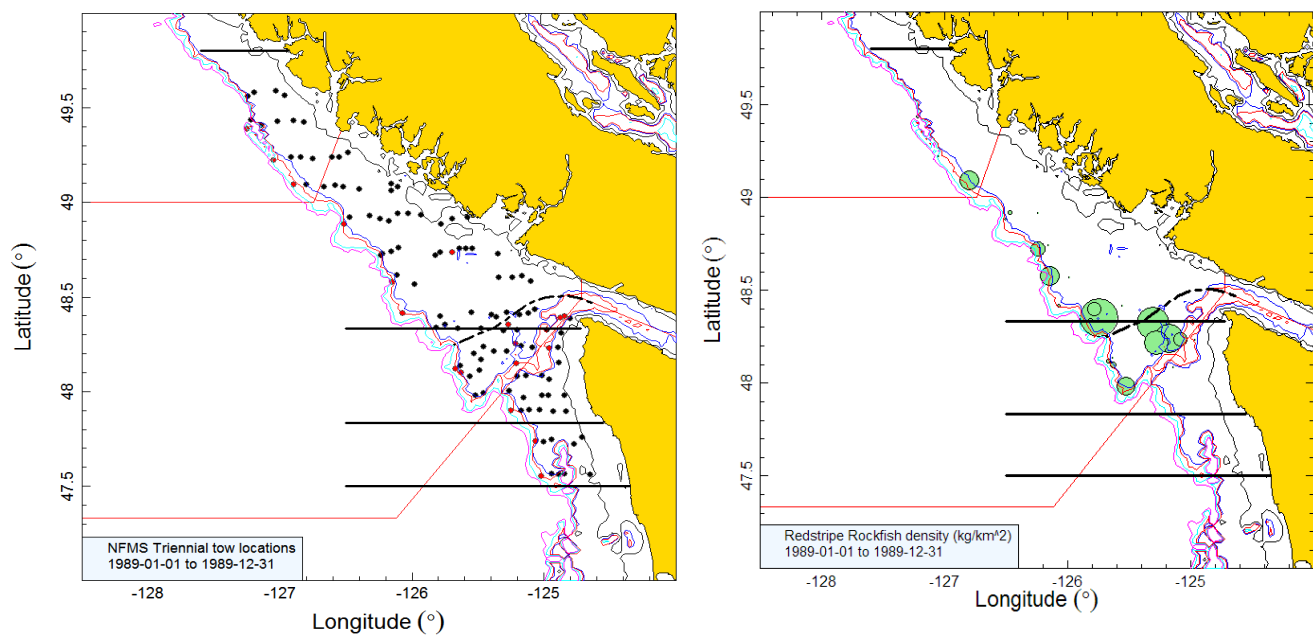 49.5
49
48.5
48
47.5
Latitude (°)
NFMS Triennial tow locations
1989-01-01 to 1989-12-31
-128
-127
-126
-125
Longitude (°)
49.5
49
48.5
48
47.5
Latitude (°)
Redstripe Rockfish density (kg/km^2)
1989-01-01 to 1989-12-31
-128
-127
-126
-125
Longitude (°)